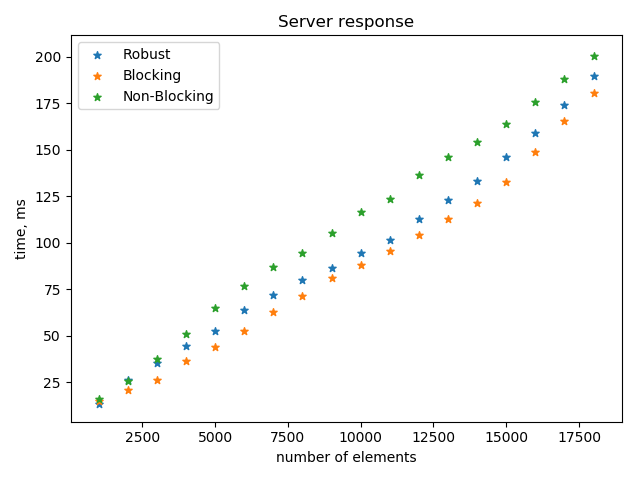 Server response
Robust
Blocking
Non-Blocking
200
175
150
125
100
75
50
25
time, ms
2500 5000 7500 10000 12500 15000 17500
number of elements